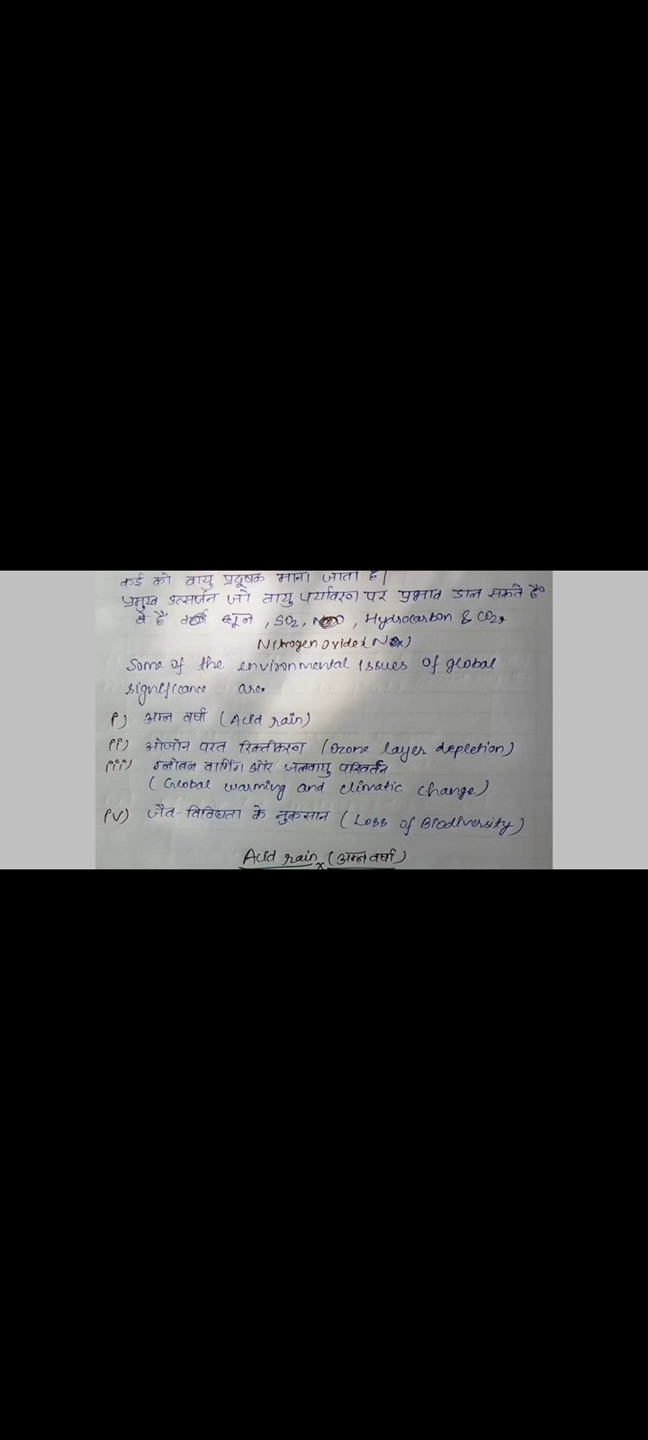 कई को वायु प्रदूषक माना जाता है|
प्रमुख उत्सर्जन जो वायु पर्यावरण पर प्रभाव डाल सकते है
वे हैं धूल, SO2, , Hydrocarbon & CO2,
Nitrogen oxides NOx)
Some of the environmental issues of global
significance are
i) अम्ल वर्षा (Acid rain)
ii) ओजोन परत रिक्तीकरण (Ozone layer depletion)
iii) ग्लोबल वार्मिंग और जलवायु परिवर्तन
(Global warming and climatic change)
iv) जैव-विविधता के नुकसान (Loss of Biodiversity)
Acid rain (अम्ल वर्षा)